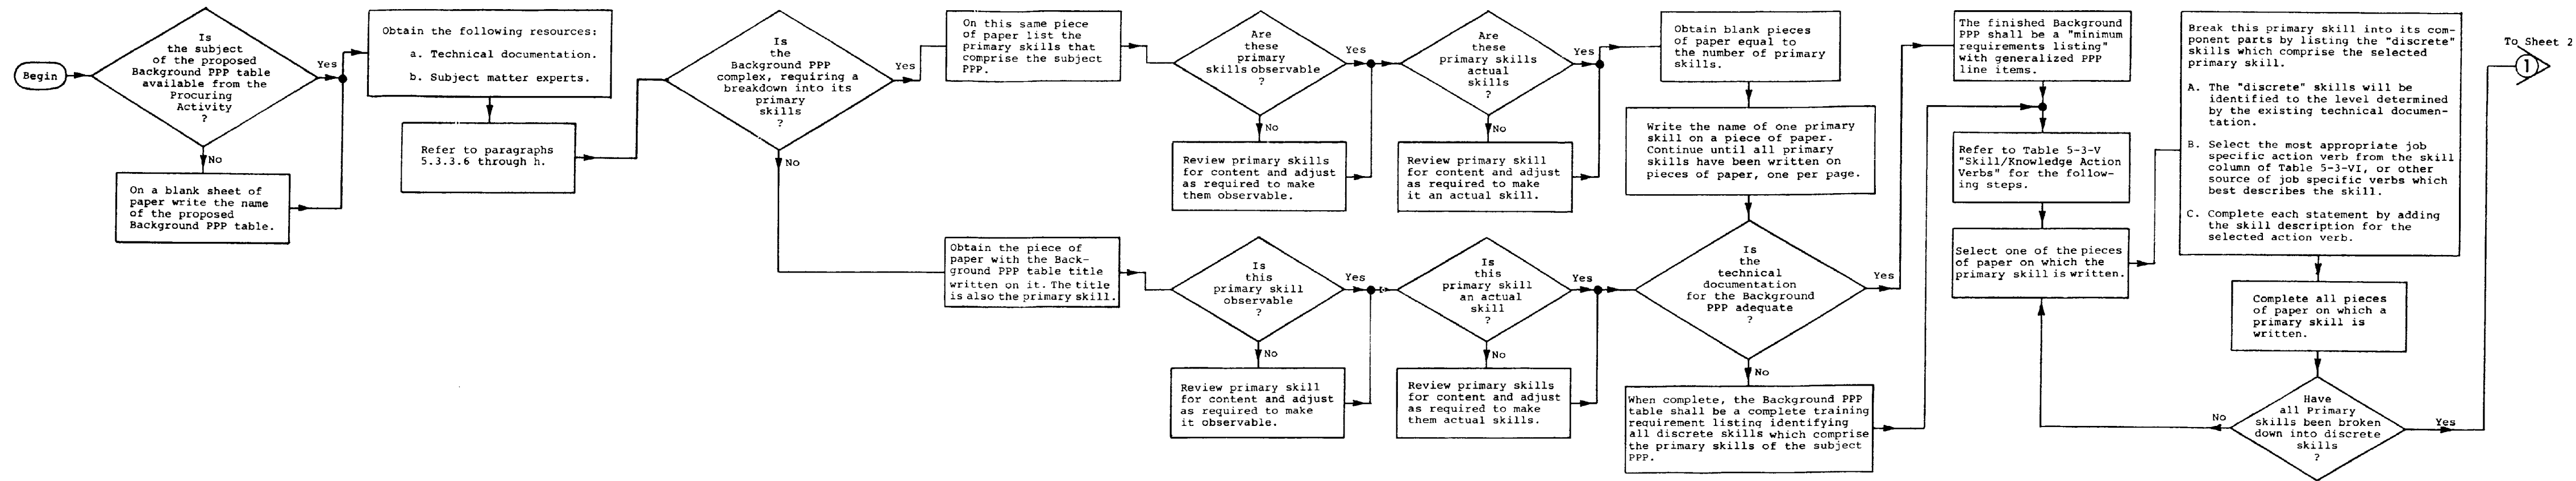 Begin
Is
the subject
of the proposed
Background PPP table
available from the
Procuring
Activity
?
Yes
No
On a blank sheet of
paper write the name
of the proposed
Background PPP table.
Obtain the following resources:
a. Technical documentation.
b. Subject matter experts.
Refer to paragraphs
5.3.3.6 through h.
Is
the
Background PPP
complex, requiring a
breakdown into its
primary
skills
?
Yes
No
On this same piece
of paper list the
primary skills that
comprise the subject
PPP.
Are
these
primary
skills observable
?
Yes
No
Review primary skills
for content and adjust
as required to make
them observable.
Are
these
primary skills
actual
skills
?
Yes
No
Review primary skill
for content and adjust
as required to make
it an actual skill.
Obtain blank pieces
of paper equal to
the number of primary
skills.
Write the name of one primary
skill on a piece of paper.
Continue until all primary
skills have been written on
pieces of paper, one per page.
Obtain the piece of
paper with the Back-
ground PPP table title
written on it. The title
is also the primary skill.
Is
this
primary skill
observable
?
Yes
No
Review primary skill
for content and adjust
as required to make
it observable.
Is
this
primary skill
an actual
skill
?
Yes
No
Review primary skills
for content and adjust
as required to make
them actual skills.
Is
the
technical
documentation
for the Background
PPP adequate
?
Yes
No
When complete, the Background PPP
table shall be a complete training
requirement listing identifying
all discrete skills which comprise
the primary skills of the subject
PPP.
The finished Background
PPP shall be a "minimum
requirements listing"
with generalized PPP
line items.
Refer to Table 5-3-V
"Skill/Knowledge Action
Verbs" for the follow-
ing steps.
Select one of the pieces
of paper on which the
primary skill is written.
Break this primary skill into its com-
ponent parts by listing the "discrete"
skills which comprise the selected
primary skill.
A. The "discrete" skills will be
identified to the level determined
by the existing technical documen-
tation.
B. Select the most appropriate job
specific action verb from the skill
column of Table 5-3-VI, or other
source of job specific verbs which
best describes the skill.
C. Complete each statement by adding
the skill description for the
selected action verb.
Complete all pieces
of paper on which a
primary skill is
written.
Have
all Primary
skills been broken
down into discrete
skills
?
No
Yes
To Sheet 2
1